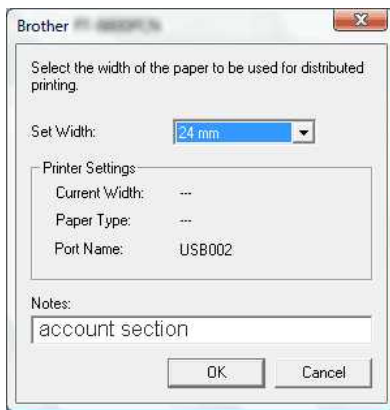 Brother
Select the width of the paper to be used for distributed
printing.
Set Width: 24 mm
Printer Settings
Current Width: ---
Paper Type: ---
Port Name: USB002
Notes:
account section
OK Cancel